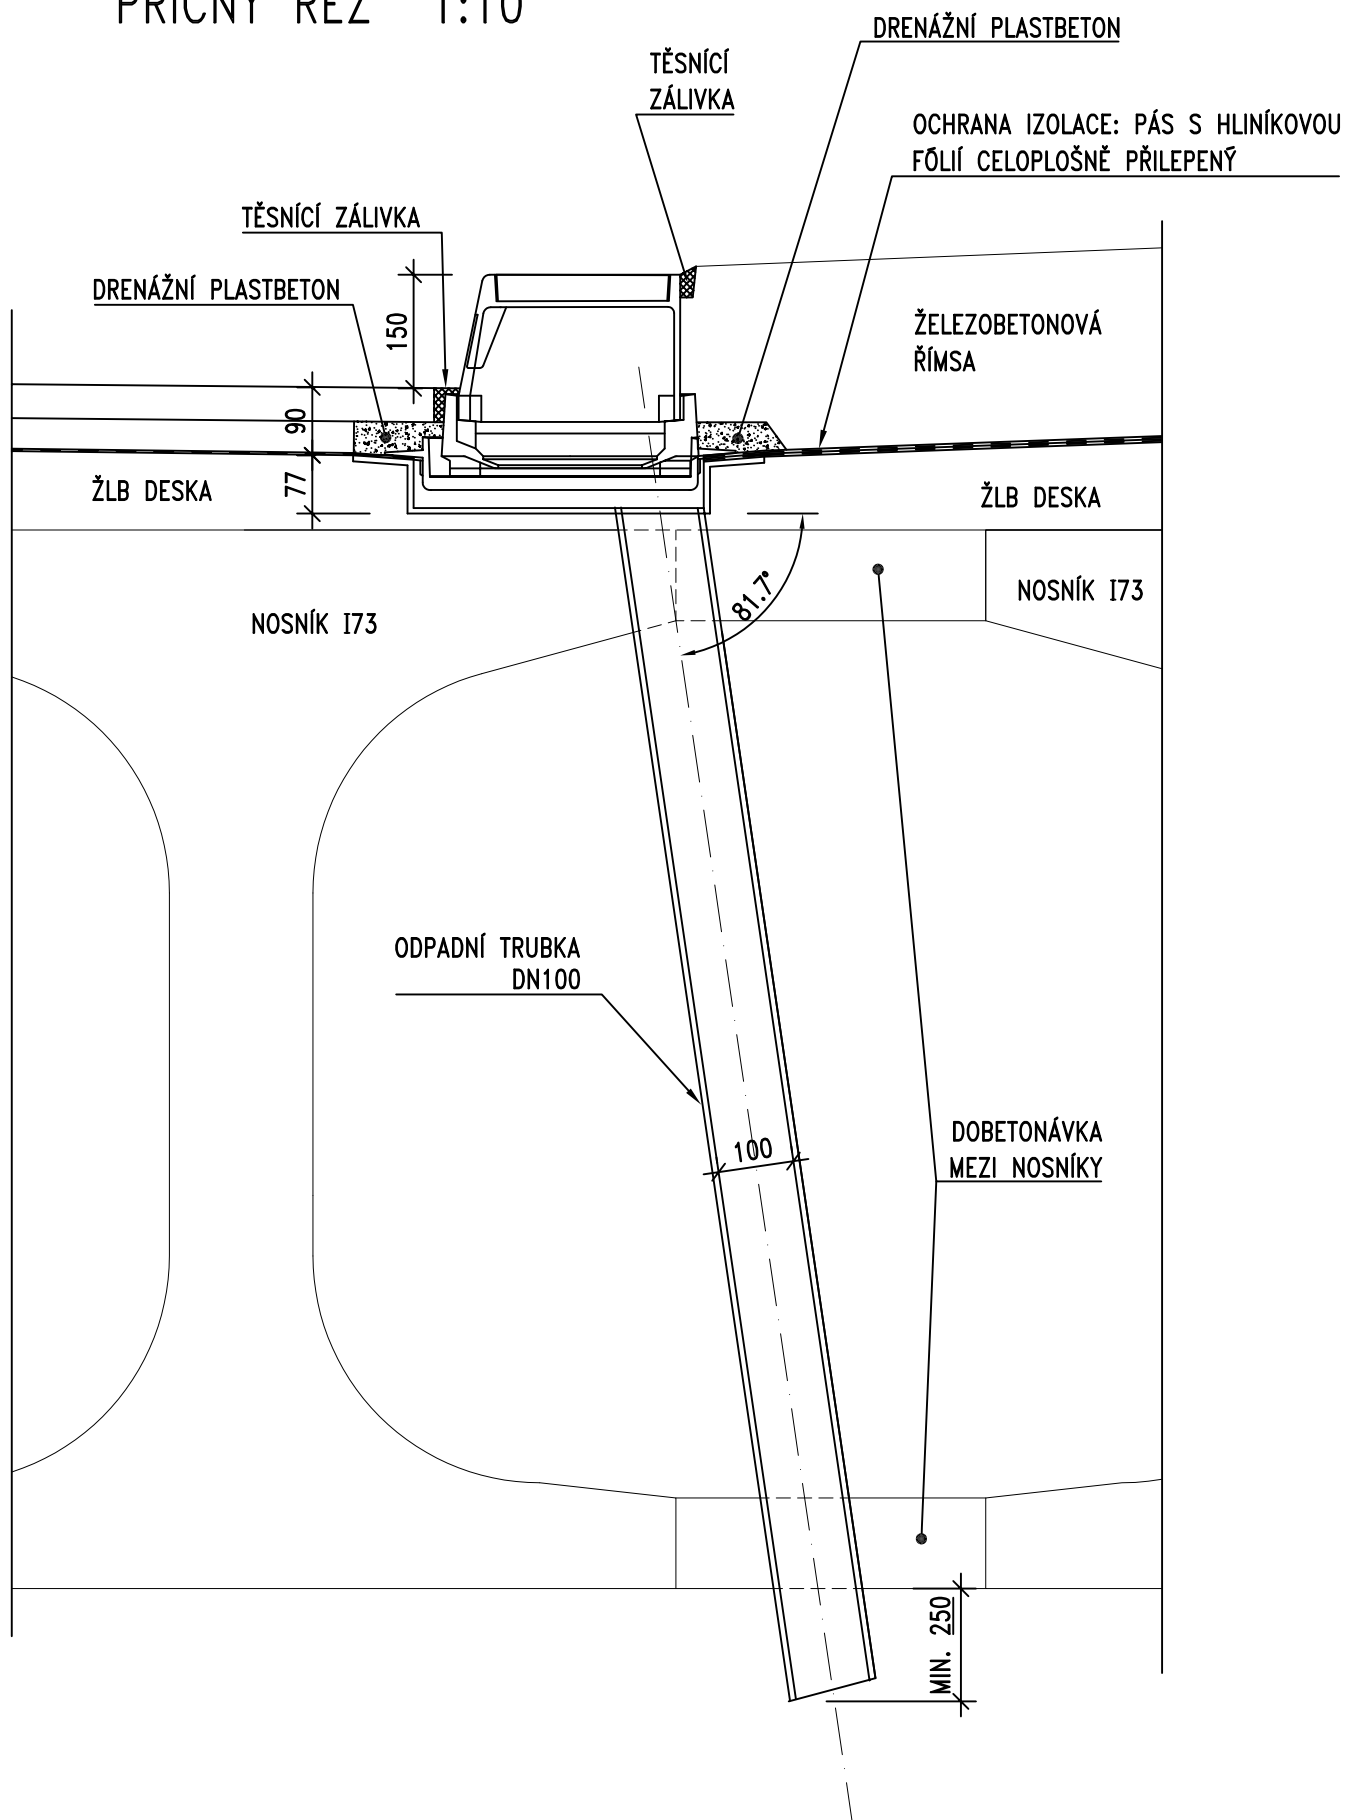 PŘÍČNÝ ŘEZ 1:10
DRENÁŽNÍ PLASTBETON
TĚSNÍCÍ
ZÁLIVKA
OCHRANA IZOLACE: PÁS S HLINÍKOVOU
FÓLIÍ CELOPLOŠNĚ PŘILEPENÝ
TĚSNÍCÍ ZÁLIVKA
DRENÁŽNÍ PLASTBETON
150
ŽELEZOBETONOVÁ
ŘÍMSA
90
77
ŽLB DESKA
ŽLB DESKA
81.7°
NOSNÍK I73
NOSNÍK I73
ODPADNÍ TRUBKA
DN100
100
DOBETONÁVKA
MEZI NOSNÍKY
MIN. 250